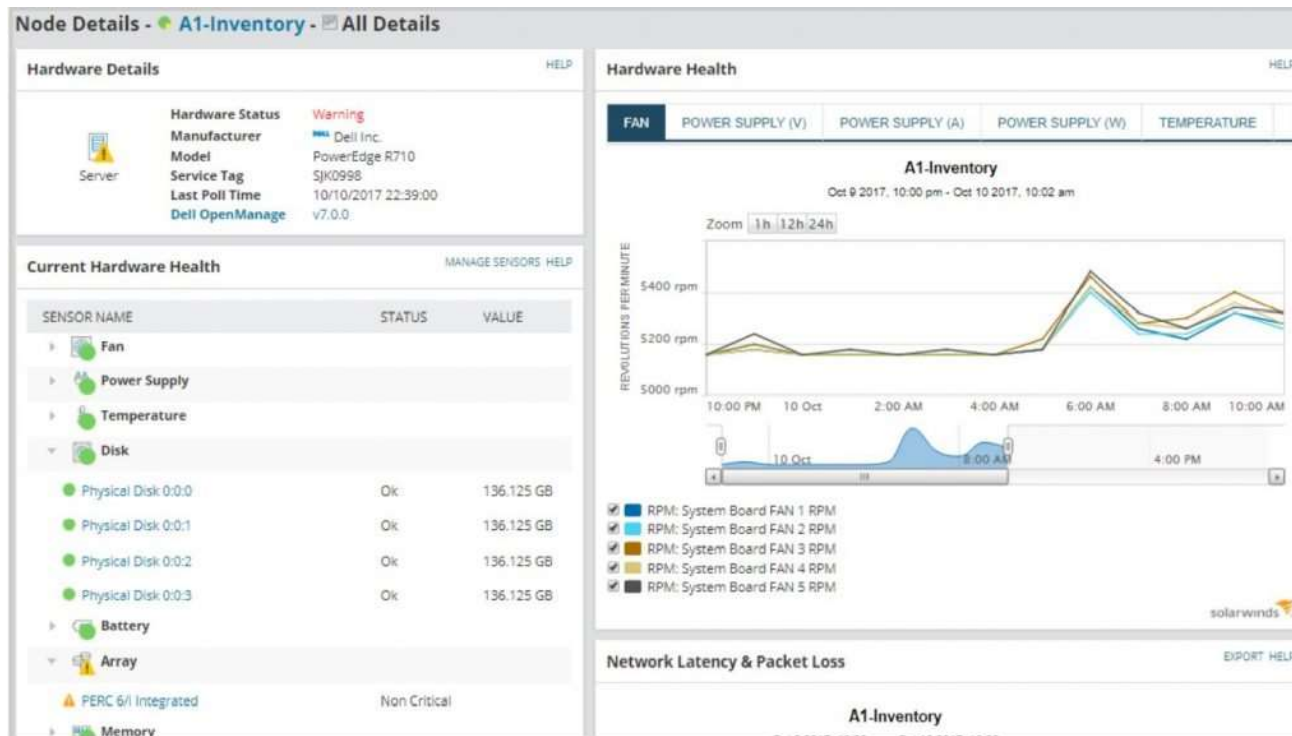 Node Details - A1-Inventory - All Details
Hardware Details
HELP
Server
Hardware Status Warning
Manufacturer DELL Dell Inc.
Model PowerEdge R710
Service Tag SJK0998
Last Poll Time 10/10/2017 22:39:00
Dell OpenManage v7.0.0
Current Hardware Health
MANAGE SENSORS HELP
SENSOR NAME STATUS VALUE
Fan
Power Supply
Temperature
Disk
Physical Disk 0:0:0 Ok 136.125 GB
Physical Disk 0:0:1 Ok 136.125 GB
Physical Disk 0:0:2 Ok 136.125 GB
Physical Disk 0:0:3 Ok 136.125 GB
Battery
Array
PERC 6/i Integrated Non Critical
Memory
Hardware Health
HELP
FAN POWER SUPPLY (V) POWER SUPPLY (A) POWER SUPPLY (W) TEMPERATURE
A1-Inventory
Oct 9 2017, 10:00 pm - Oct 10 2017, 10:02 am
Zoom 1h 12h 24h
REVOLUTIONS PER MINUTE
5400 rpm
5200 rpm
5000 rpm
10:00 PM 10 Oct 2:00 AM 4:00 AM 6:00 AM 8:00 AM 10:00 AM
10 Oct 8:00 AM 4:00 PM
RPM: System Board FAN 1 RPM
RPM: System Board FAN 2 RPM
RPM: System Board FAN 3 RPM
RPM: System Board FAN 4 RPM
RPM: System Board FAN 5 RPM
solarwinds
Network Latency & Packet Loss
EXPORT HELP
A1-Inventory